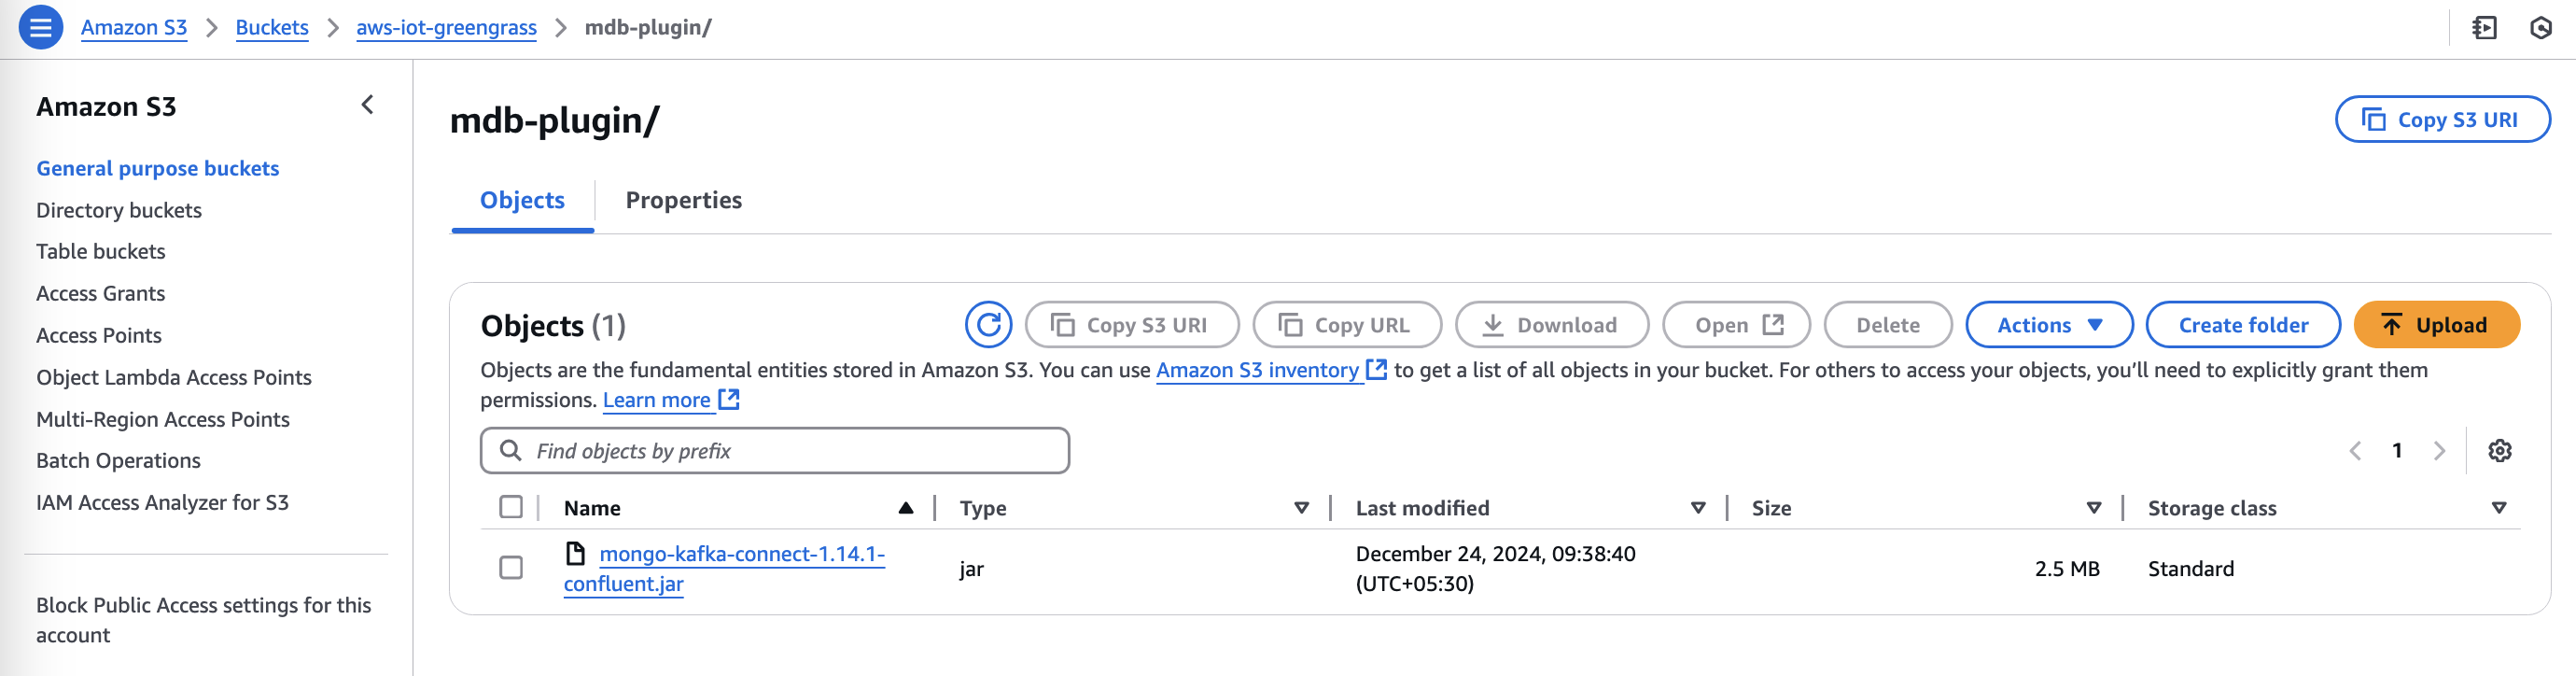 Amazon S3 > Buckets > aws-iot-greengrass > mdb-plugin/
Amazon S3
General purpose buckets
Directory buckets
Table buckets
Access Grants
Access Points
Object Lambda Access Points
Multi-Region Access Points
Batch Operations
IAM Access Analyzer for S3
Block Public Access settings for this
account
mdb-plugin/
Copy S3 URI
Objects
Properties
Objects (1)
Copy S3 URI
Copy URL
Download
Open
Delete
Actions
Create folder
Upload
Objects are the fundamental entities stored in Amazon S3. You can use Amazon S3 inventory to get a list of all objects in your bucket. For others to access your objects, you’ll need to explicitly grant them
permissions. Learn more
Find objects by prefix
1
Name
Type
Last modified
Size
Storage class
mongo-kafka-connect-1.14.1-
confluent.jar
jar
December 24, 2024, 09:38:40
(UTC+05:30)
2.5 MB
Standard